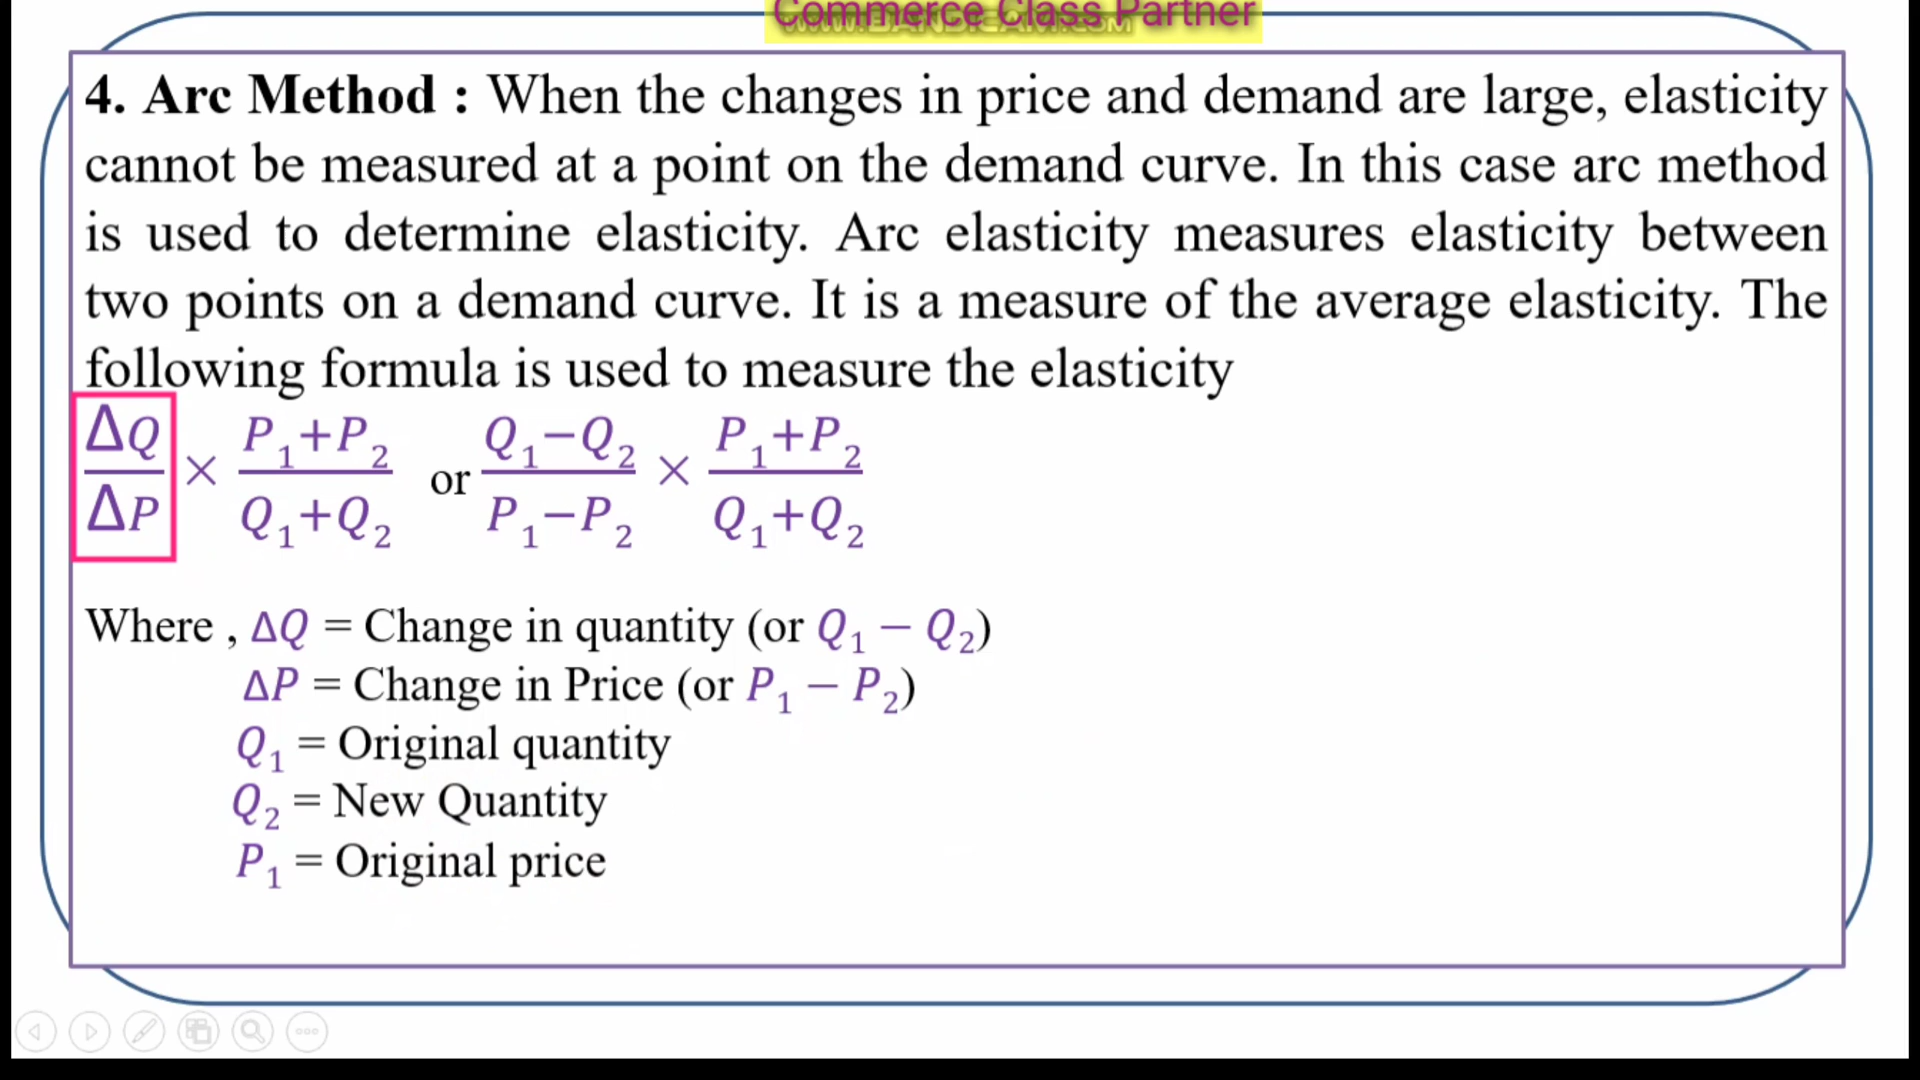 Commerce Class Partner
www.BANDICAM.com
4. Arc Method : When the changes in price and demand are large, elasticity
cannot be measured at a point on the demand curve. In this case arc method
is used to determine elasticity. Arc elasticity measures elasticity between
two points on a demand curve. It is a measure of the average elasticity. The
following formula is used to measure the elasticity
ΔQ/ΔP × P₁+P₂/Q₁+Q₂ or Q₁−Q₂/P₁−P₂ × P₁+P₂/Q₁+Q₂
Where , ΔQ = Change in quantity (or Q₁ − Q₂)
ΔP = Change in Price (or P₁ − P₂)
Q₁ = Original quantity
Q₂ = New Quantity
P₁ = Original price